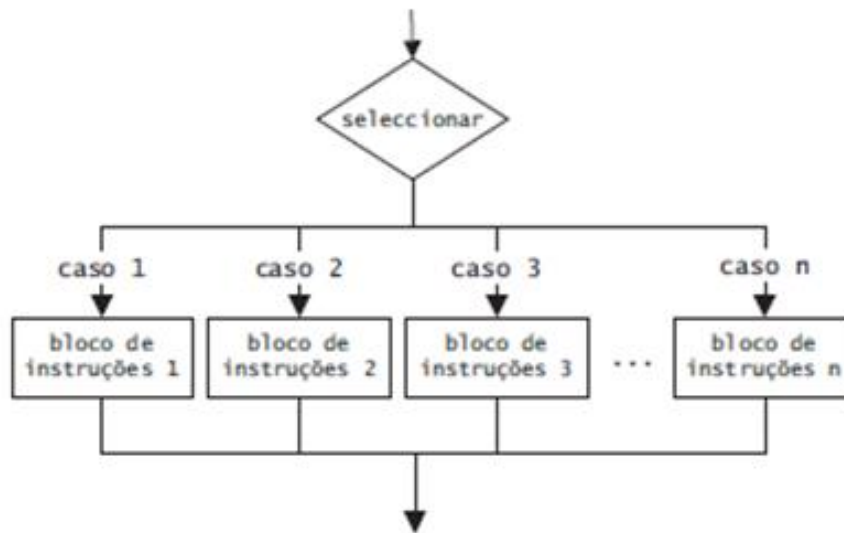 seleccionar
caso 1
caso 2
caso 3
caso n
bloco de
instruções 1
bloco de
instruções 2
bloco de
instruções 3
...
bloco de
instruções n